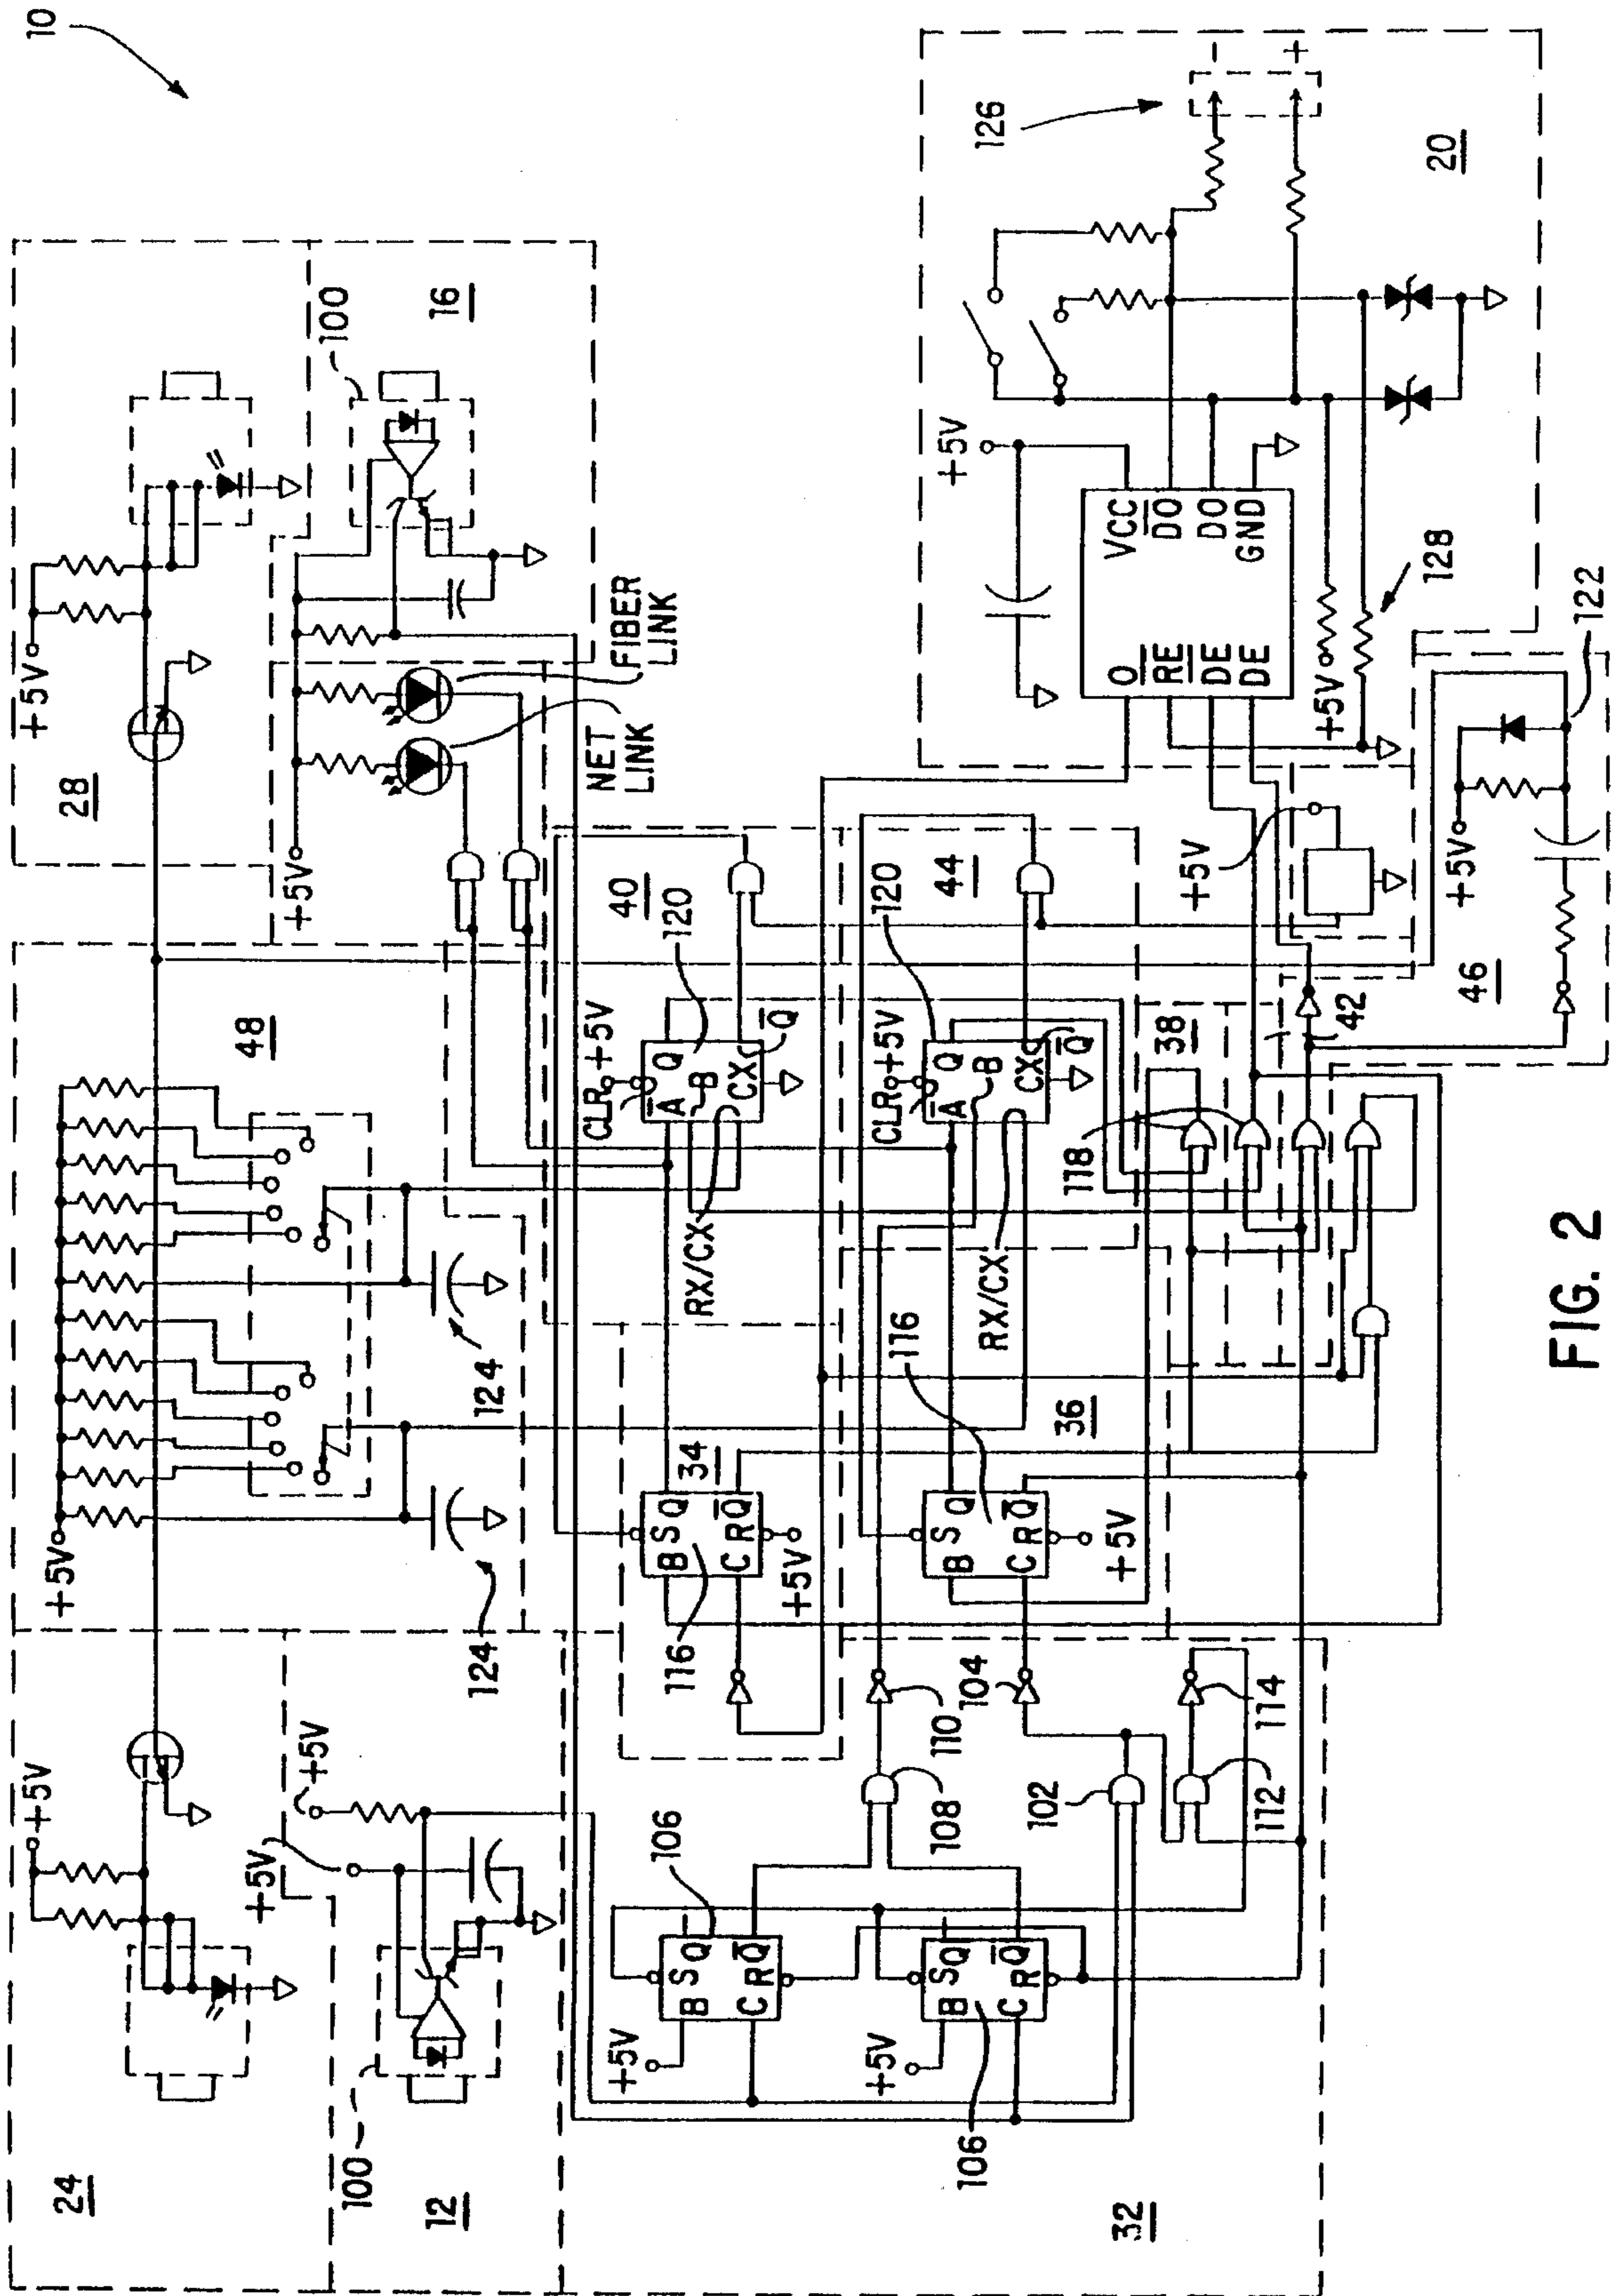 10
+5V
28
+5V
24
+5V
48
+5V
+5V
+5V
100
12
124
124
+5V
100
16
NET
LINK
FIBER
LINK
32
+5V
B S Q
C R Q̅
106
+5V
B S Q
C R Q̅
106
108
110
102
104
112
114
34
B S Q
C R Q̅
116
+5V
36
B S Q
C R Q̅
116
+5V
40
CLR
+5V
A̅ Q
B
CX
Q̅
RX/CX
120
44
CLR
+5V
A̅ Q
B
CX
Q̅
RX/CX
120
38
118
42
+5V
46
+5V
122
+5V
O VCC
R̅E̅ D̅O̅
DE DO
DE GND
+5V
128
126
-
+
20
FIG. 2